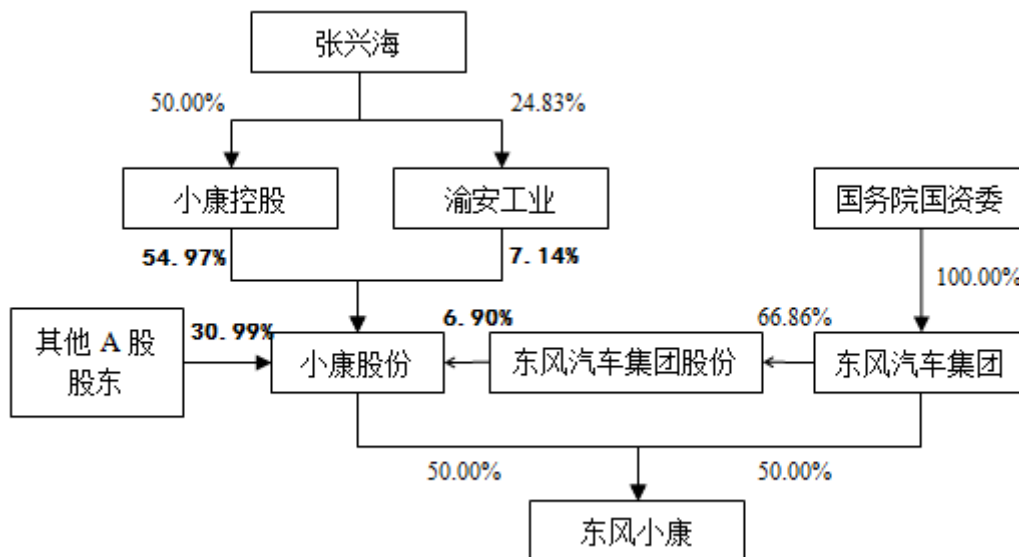 张兴海
50.00%
24.83%
小康控股
渝安工业
国务院国资委
54.97%
7.14%
100.00%
其他 A 股
股东
30.99%
小康股份
6.90%
东风汽车集团股份
66.86%
东风汽车集团
50.00%
50.00%
东风小康